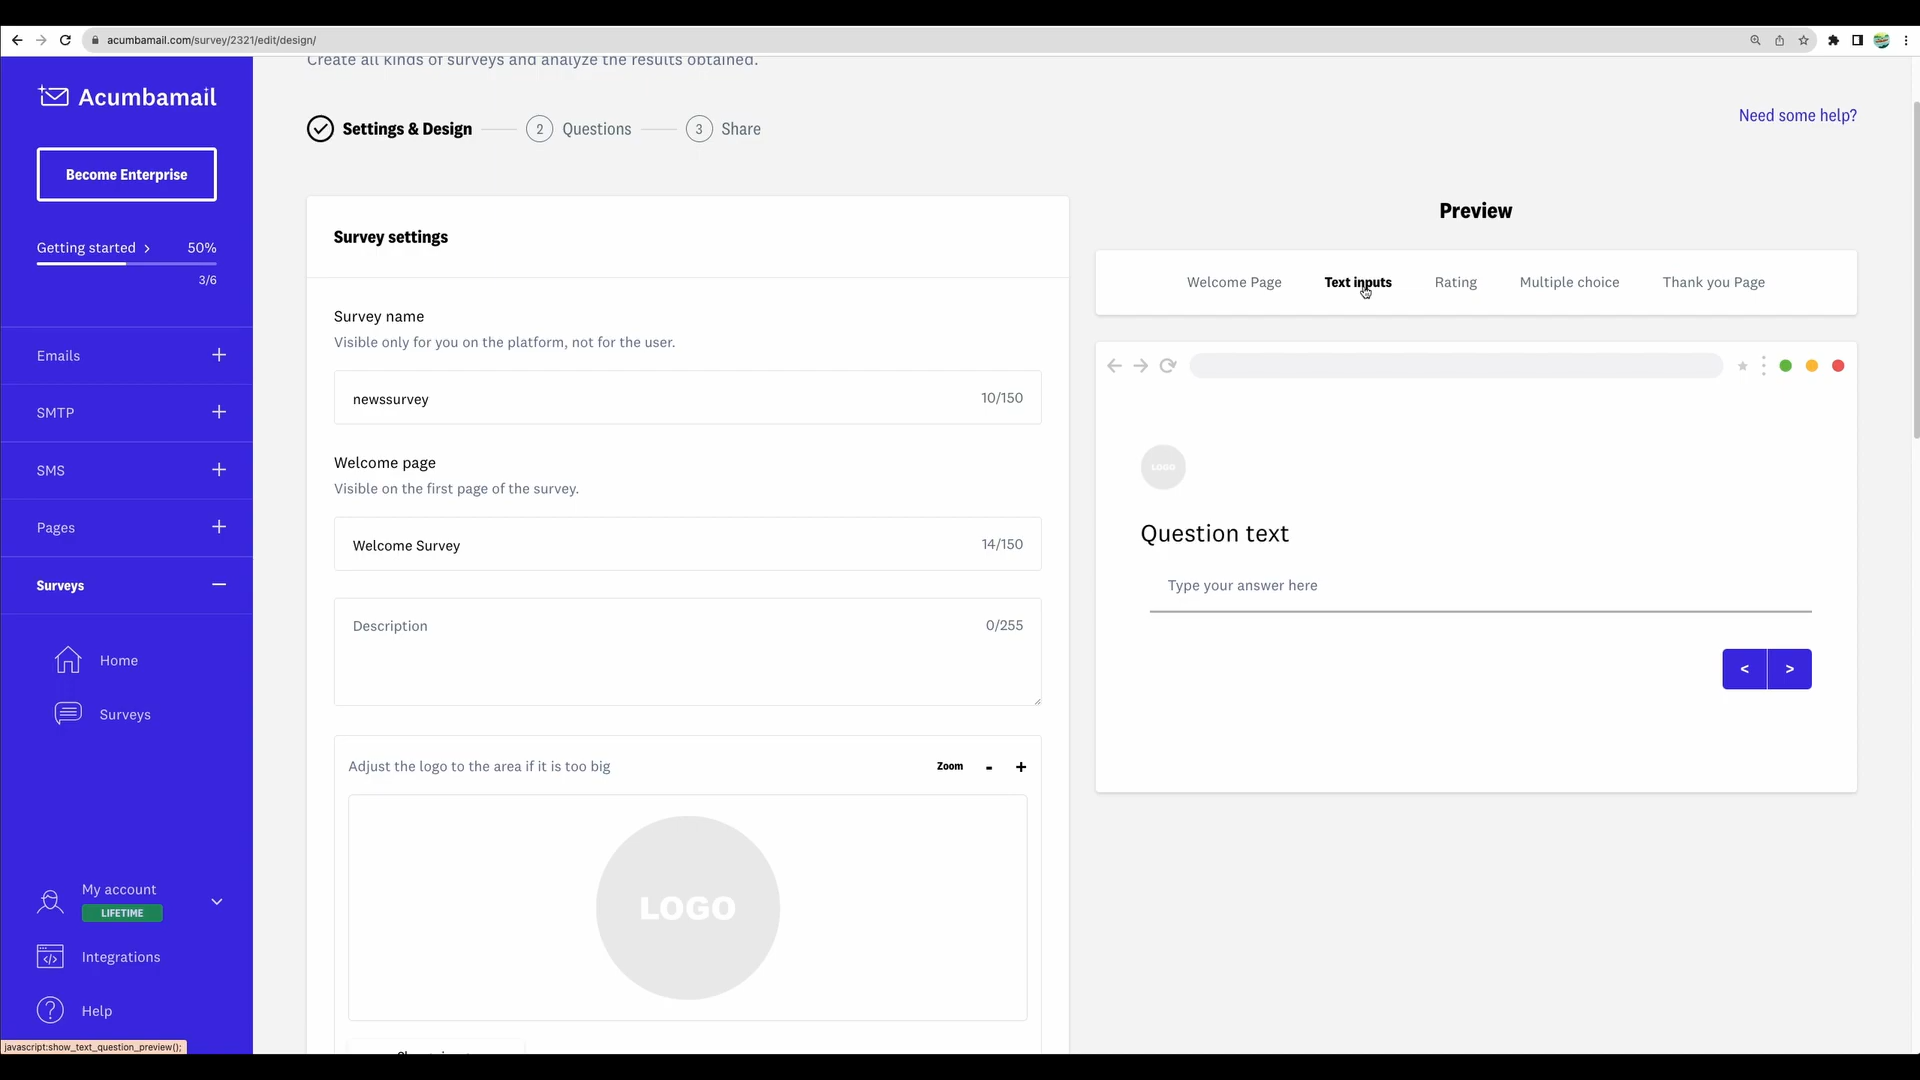 acumbamail.com/survey/2321/edit/design/
Acumbamail
Become Enterprise
Getting started > 50%
3/6
Emails +
SMTP +
SMS +
Pages +
Surveys −
Home
Surveys
My account
LIFETIME
Integrations
Help
javascript:show_text_question_preview();
Create all kinds of surveys and analyze the results obtained.
Settings & Design
2 Questions
3 Share
Need some help?
Survey settings
Survey name
Visible only for you on the platform, not for the user.
newssurvey 10/150
Welcome page
Visible on the first page of the survey.
Welcome Survey 14/150
Description 0/255
Adjust the logo to the area if it is too big Zoom - +
LOGO
Preview
Welcome Page Text inputs Rating Multiple choice Thank you Page
LOGO
Question text
Type your answer here
< >